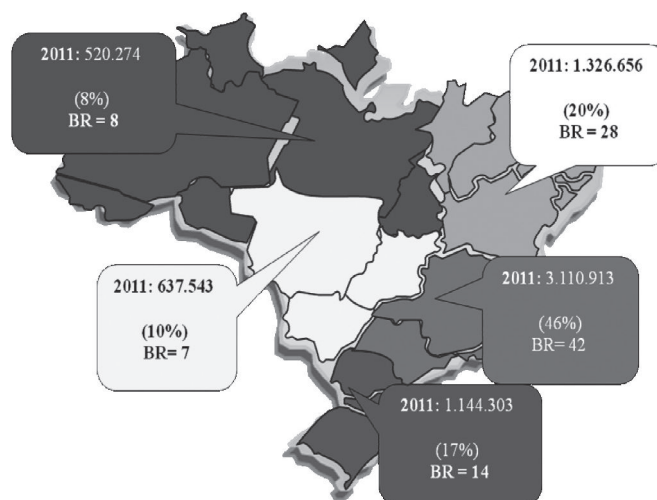 2011: 520.274
(8%)
BR = 8
2011: 1.326.656
(20%)
BR = 28
2011: 637.543
(10%)
BR= 7
2011: 3.110.913
(46%)
BR= 42
2011: 1.144.303
(17%)
BR = 14